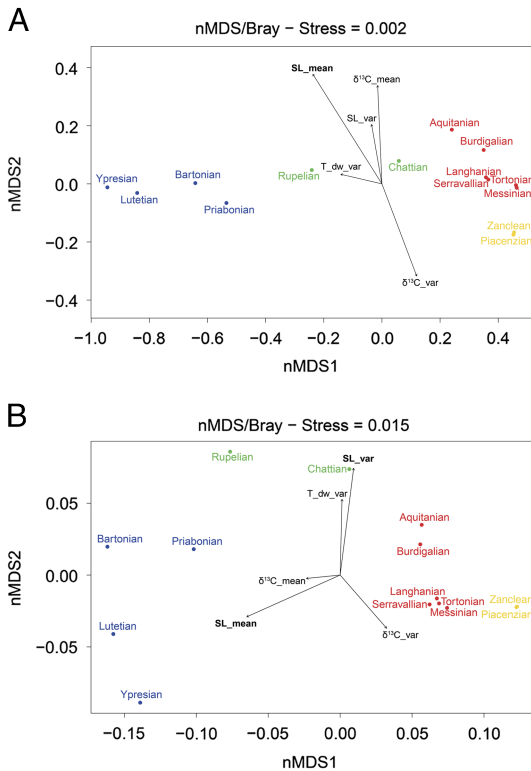 A
nMDS/Bray − Stress = 0.002
SL_mean
δ¹³C_mean
SL_var
T_dw_var
δ¹³C_var
Ypresian
Lutetian
Bartonian
Priabonian
Rupelian
Chattian
Aquitanian
Burdigalian
Langhanian
Serravallian
Tortonian
Messinian
Zanclean
Piacenzian
nMDS2
0.4
0.2
0.0
−0.2
−0.4
−1.0 −0.8 −0.6 −0.4 −0.2 0.0 0.2 0.4
nMDS1
B
nMDS/Bray − Stress = 0.015
Rupelian
Chattian
SL_var
T_dw_var
Aquitanian
Burdigalian
Bartonian
Priabonian
δ¹³C_mean
SL_mean
δ¹³C_var
Langhanian
Serravallian
Tortonian
Messinian
Zanclean
Piacenzian
Lutetian
Ypresian
nMDS2
0.05
0.00
−0.05
−0.15 −0.10 −0.05 0.00 0.05 0.10
nMDS1